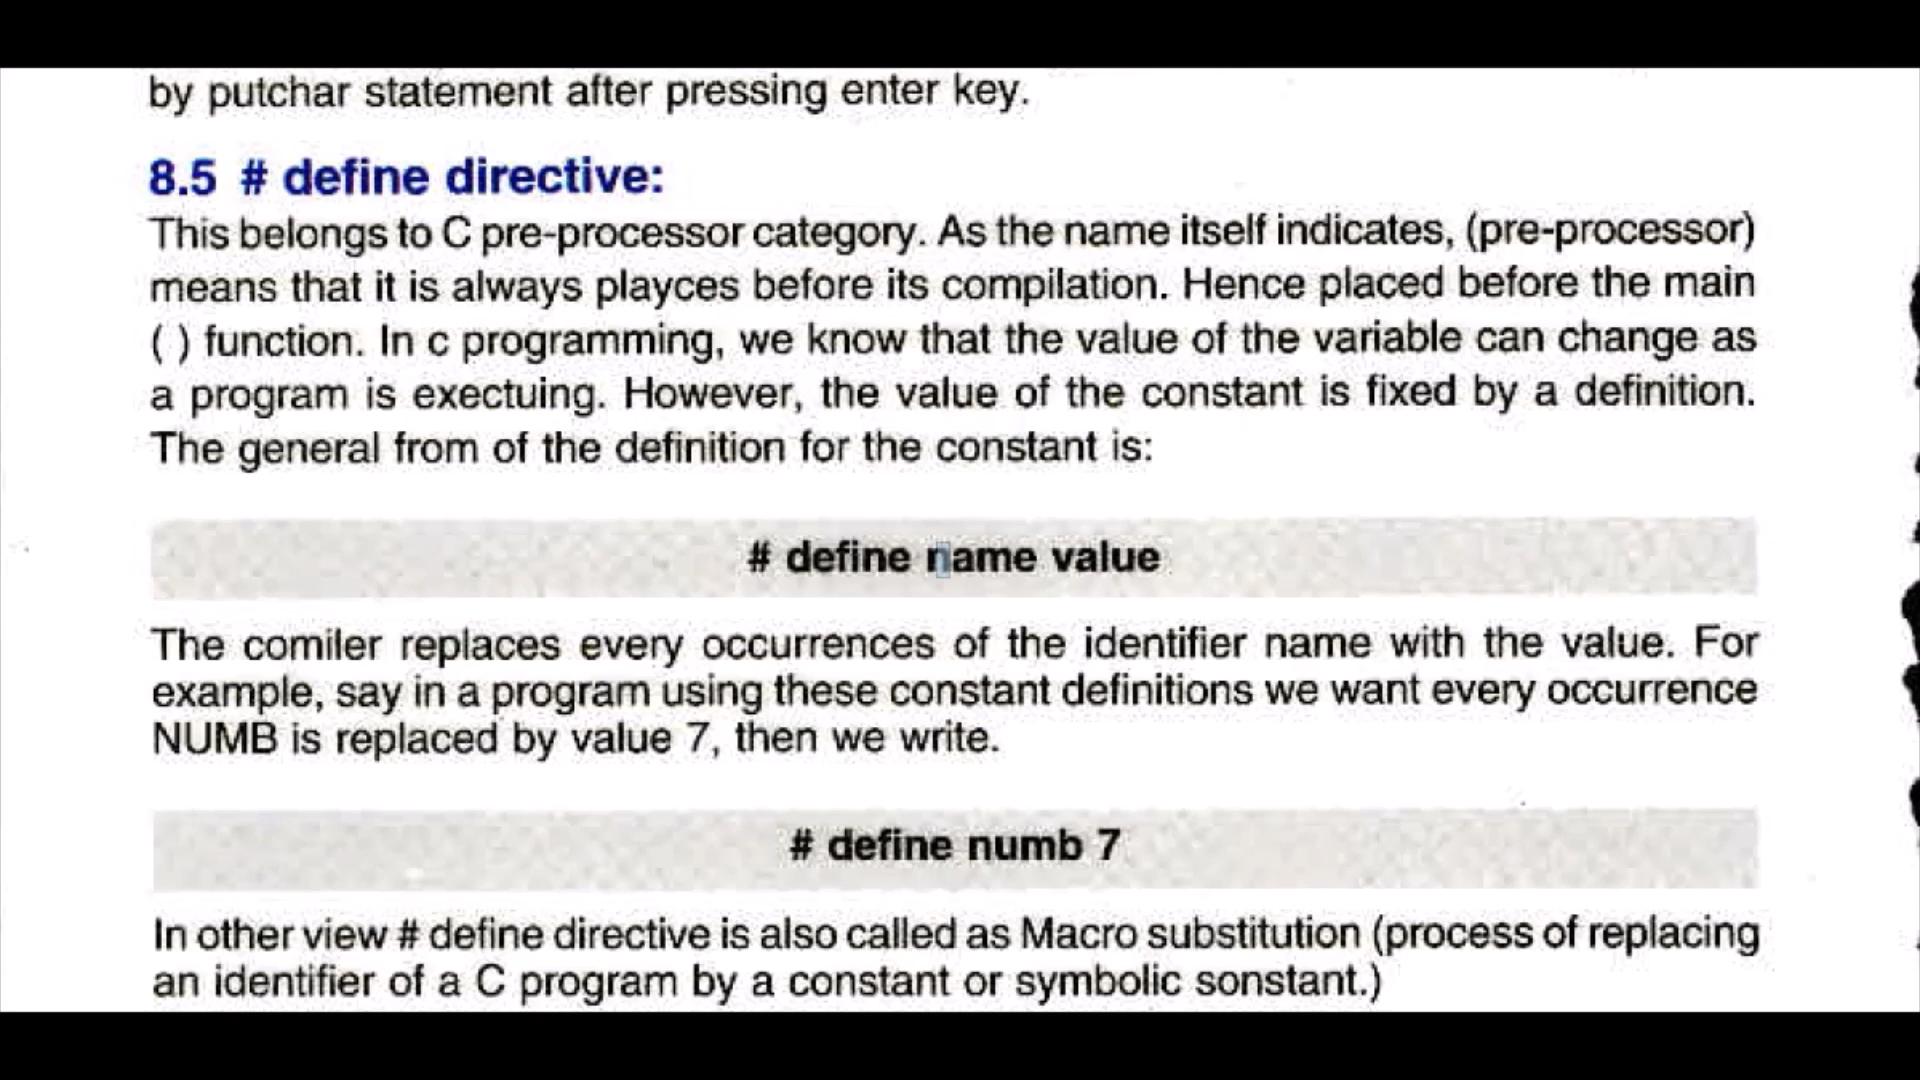 by putchar statement after pressing enter key.
8.5 # define directive:
This belongs to C pre-processor category. As the name itself indicates, (pre-processor)
means that it is always playces before its compilation. Hence placed before the main
( ) function. In c programming, we know that the value of the variable can change as
a program is exectuing. However, the value of the constant is fixed by a definition.
The general from of the definition for the constant is:
# define name value
The comiler replaces every occurrences of the identifier name with the value. For
example, say in a program using these constant definitions we want every occurrence
NUMB is replaced by value 7, then we write.
# define numb 7
In other view # define directive is also called as Macro substitution (process of replacing
an identifier of a C program by a constant or symbolic sonstant.)